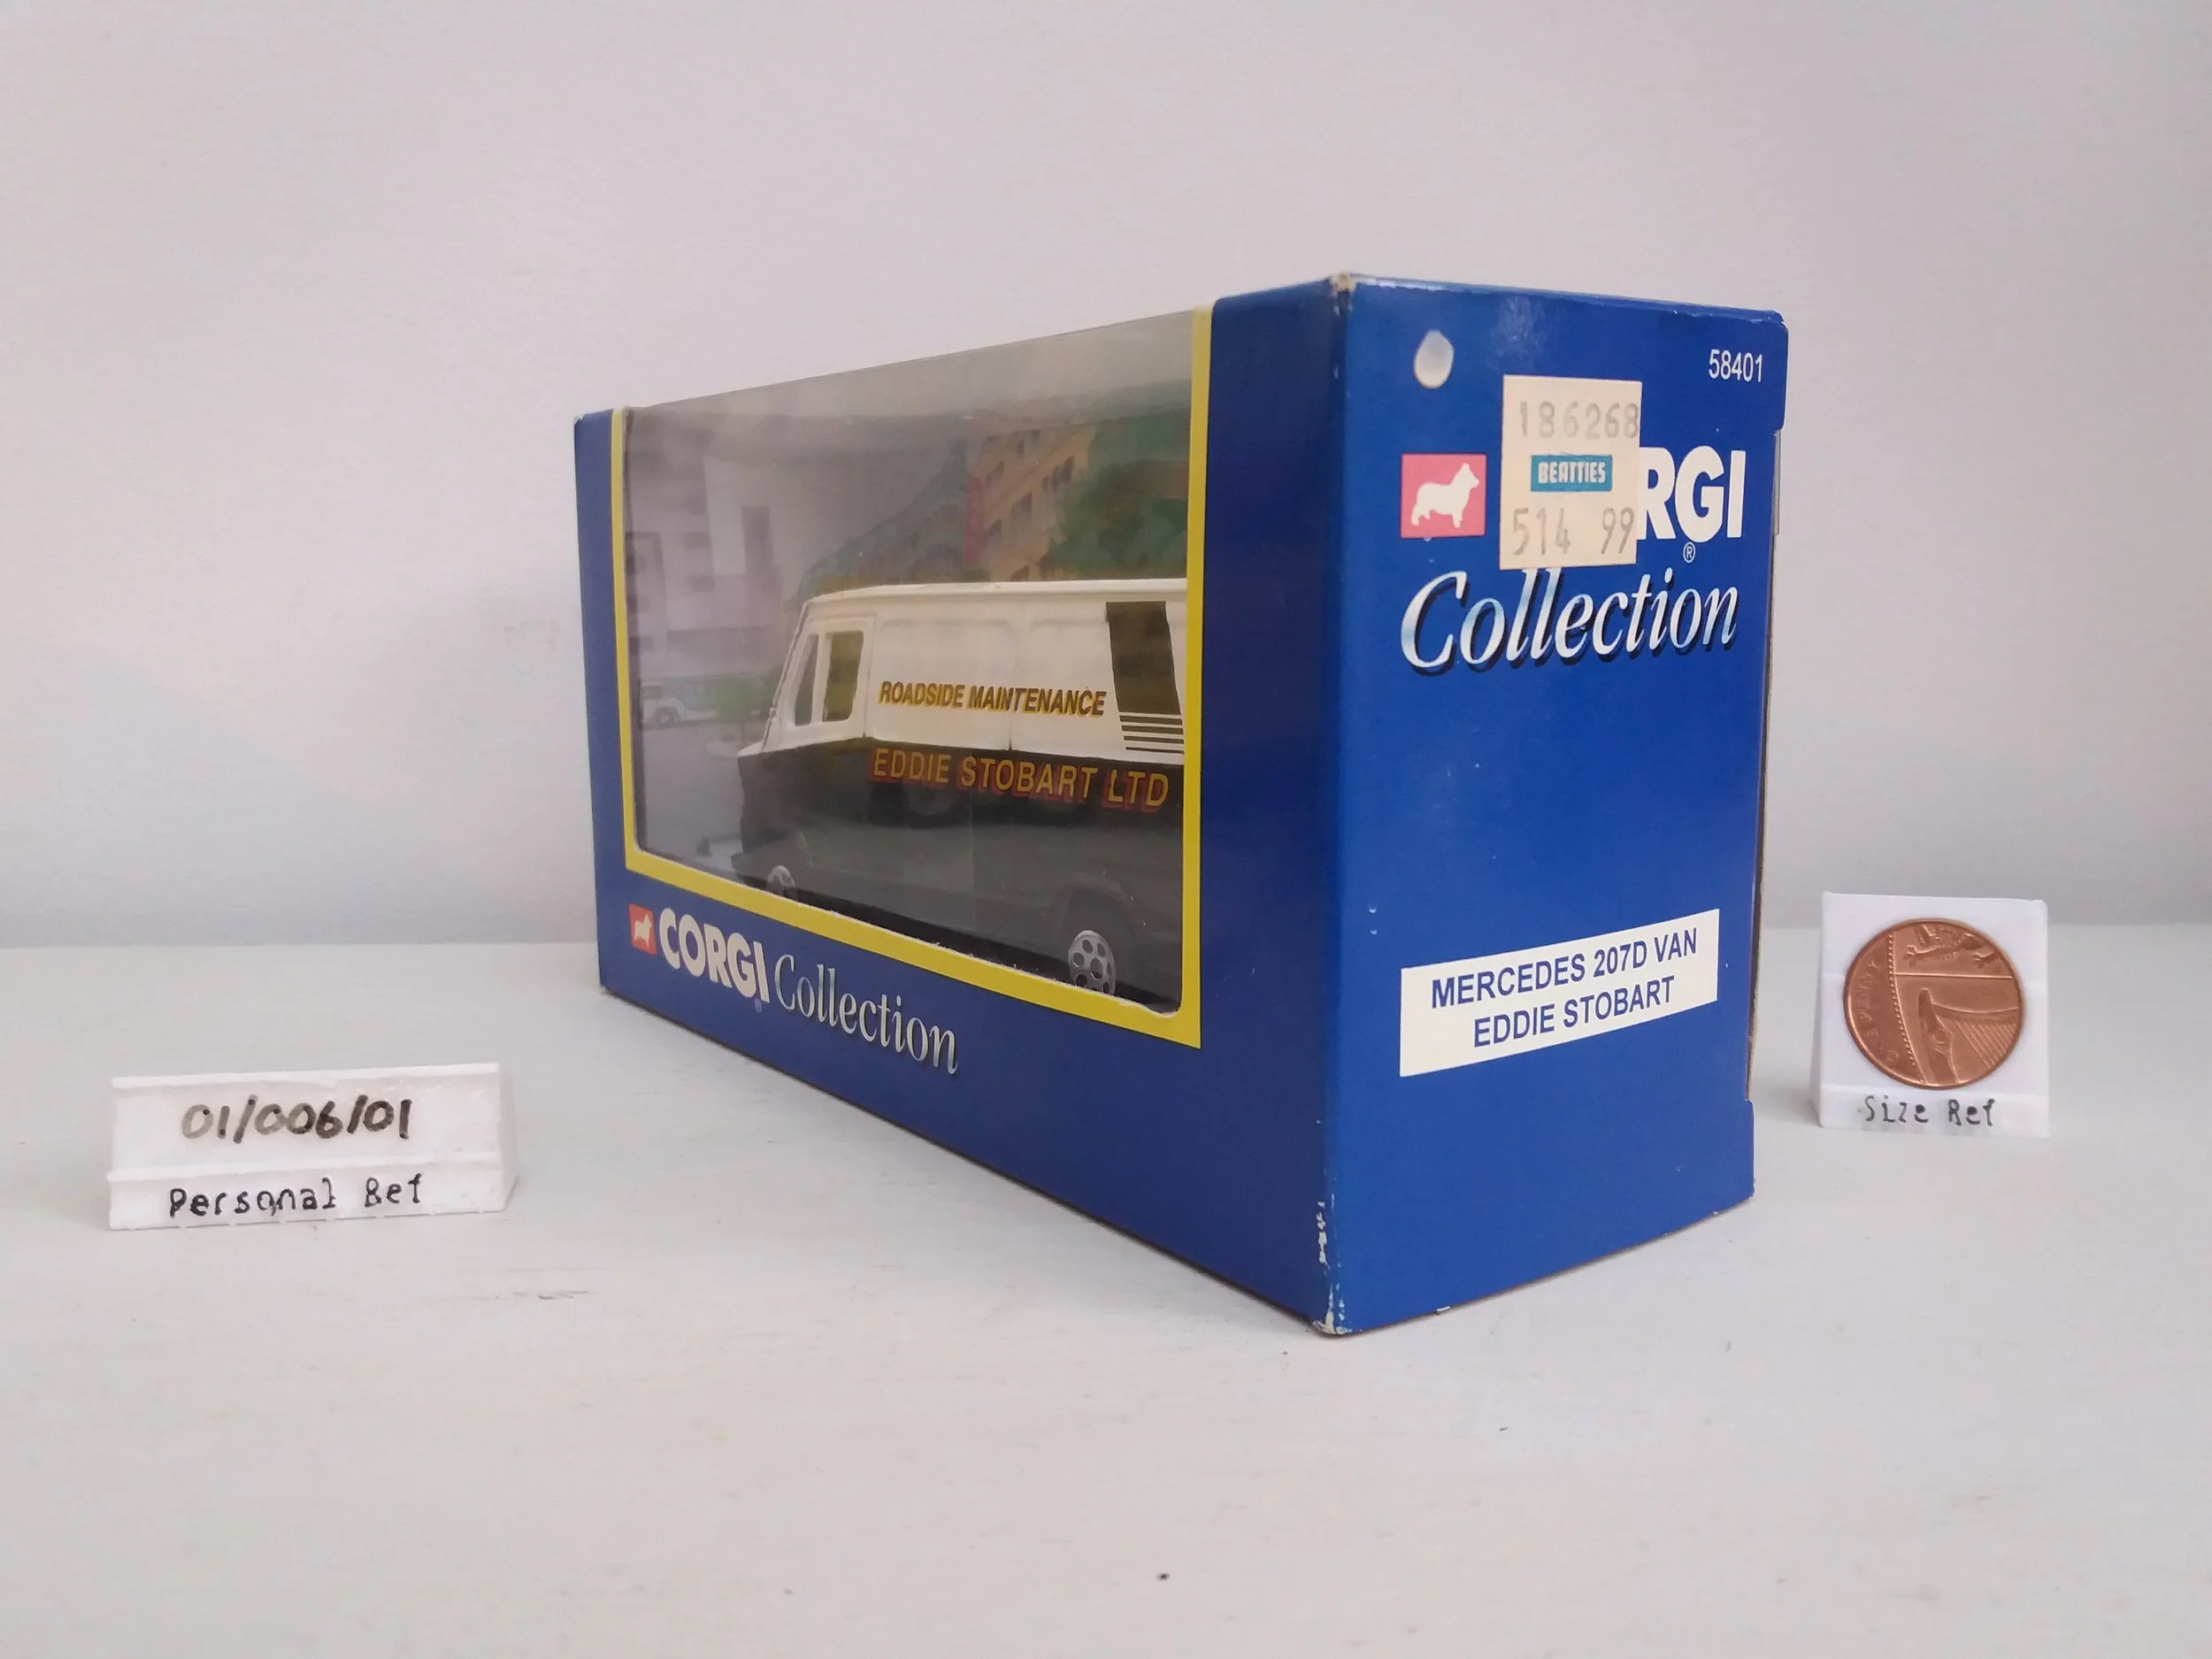 ROADSIDE MAINTENANCE
EDDIE STOBART LTD
CORGI Collection
58401
186268
BEATTIES
514 99
RGI
®
Collection
MERCEDES 207D VAN
EDDIE STOBART
01/006/01
Personal Ref
Size Ref